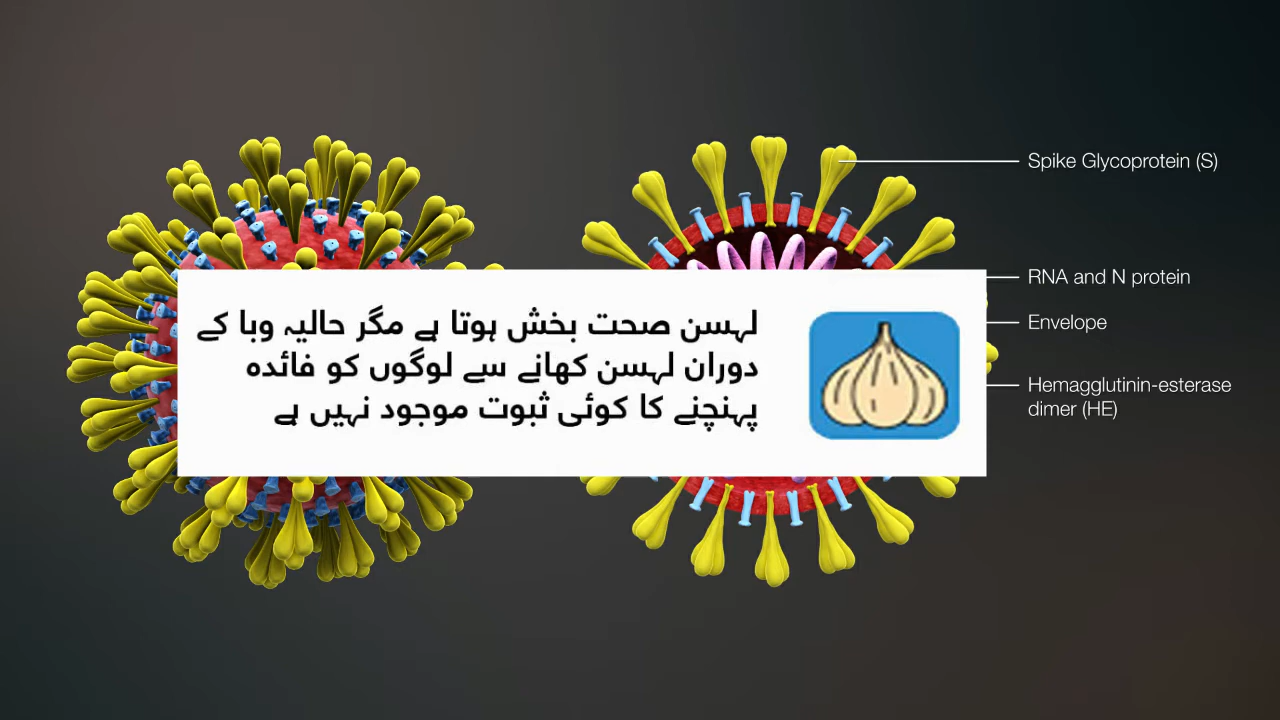 Spike Glycoprotein (S)
RNA and N protein
Envelope
Hemagglutinin-esterase
dimer (HE)
لہسن صحت بخش ہوتا ہے مگر حالیہ وبا کے
دوران لہسن کھانے سے لوگوں کو فائدہ
پہنچنے کا کوئی ثبوت موجود نہیں ہے